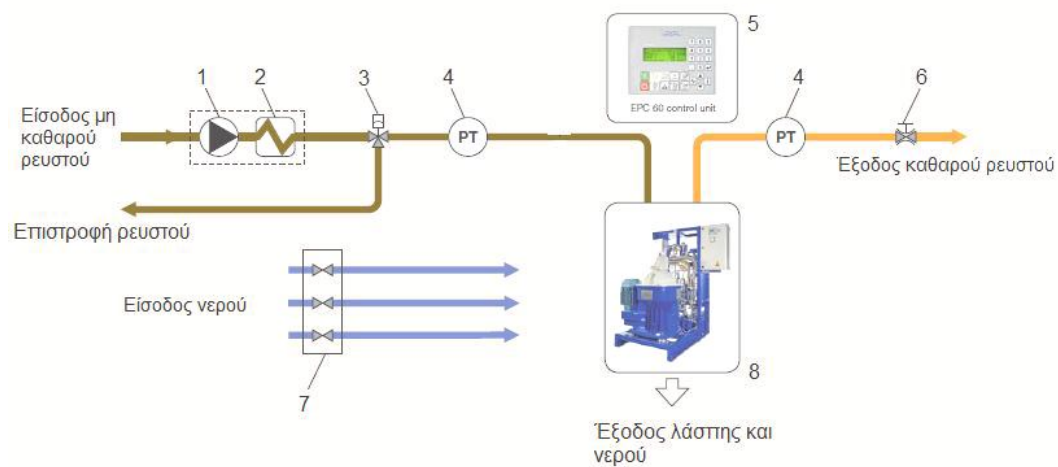 5
1
2
3
4
4
6
EPC 60 control unit
Είσοδος μη
καθαρού
ρευστού
PT
PT
Έξοδος καθαρού ρευστού
Επιστροφή ρευστού
Είσοδος νερού
7
8
Έξοδος λάσπης και
νερού